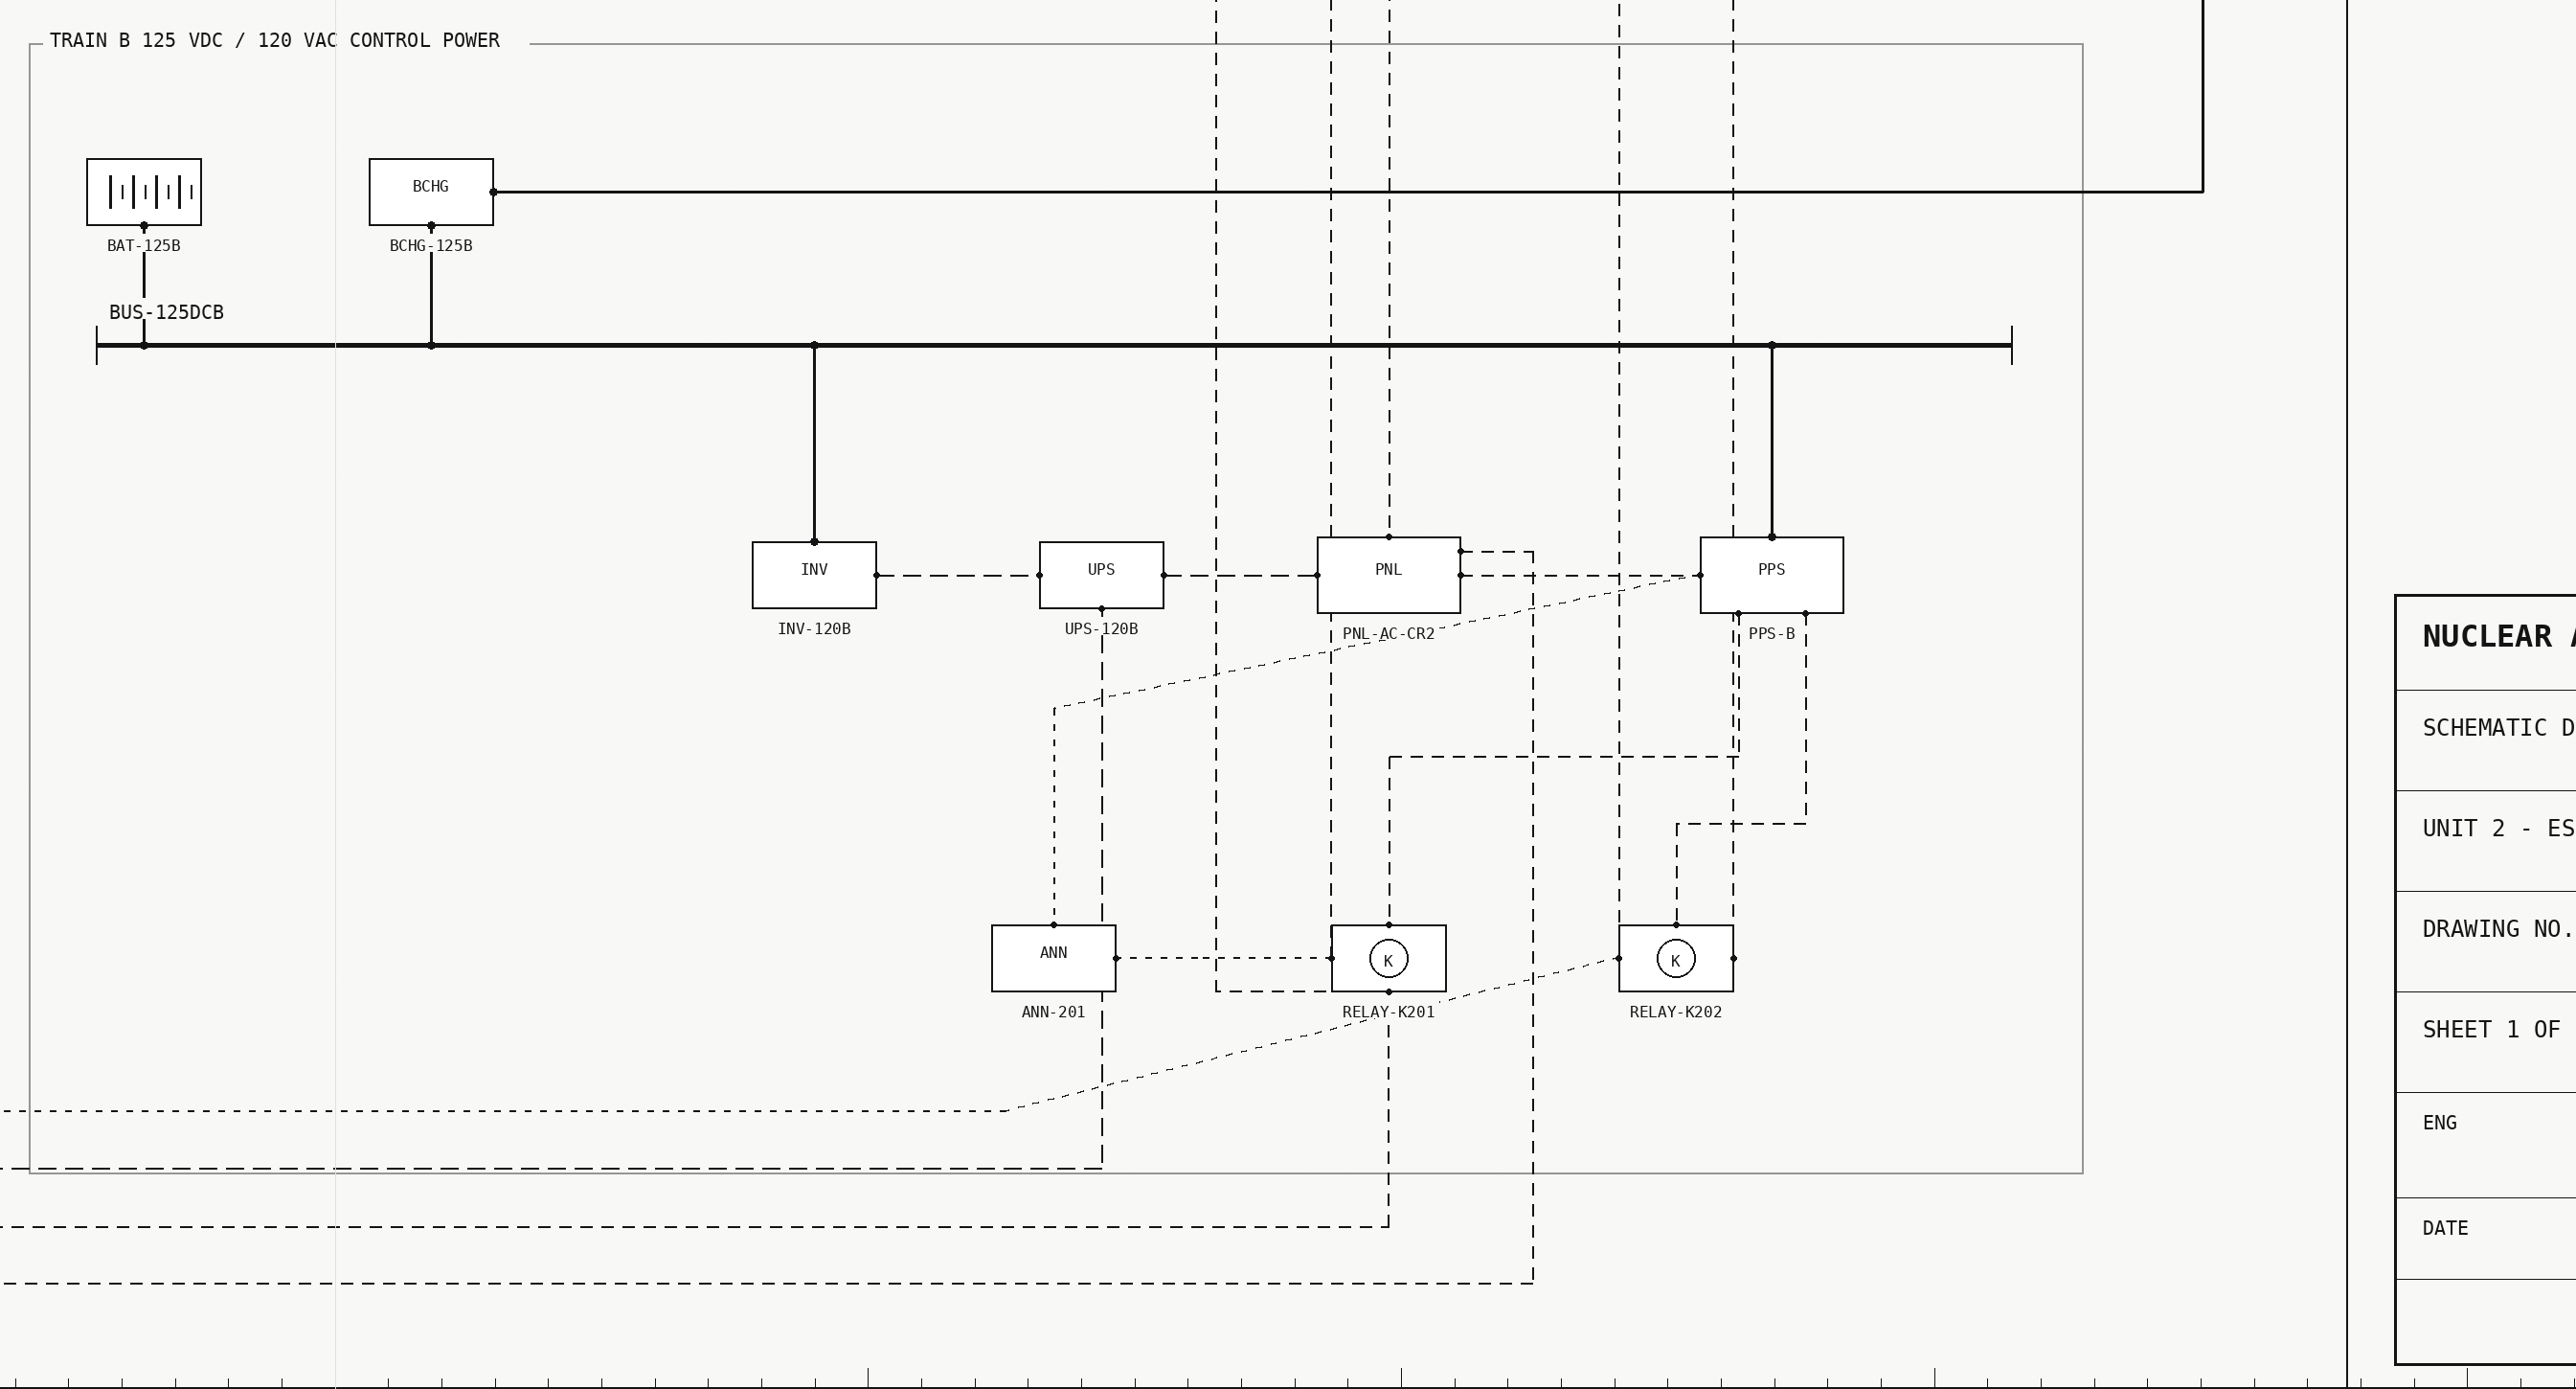 TRAIN B 125 VDC / 120 VAC CONTROL POWER
BCHG
BAT-125B
BCHG-125B
BUS-125DCB
INV
UPS
PNL
PPS
INV-120B
UPS-120B
PNL-AC-CR2
PPS-B
ANN
K
K
ANN-201
RELAY-K201
RELAY-K202
NUCLEAR
SCHEMATIC D
UNIT 2 - ES
DRAWING NO.
SHEET 1 OF
ENG
DATE